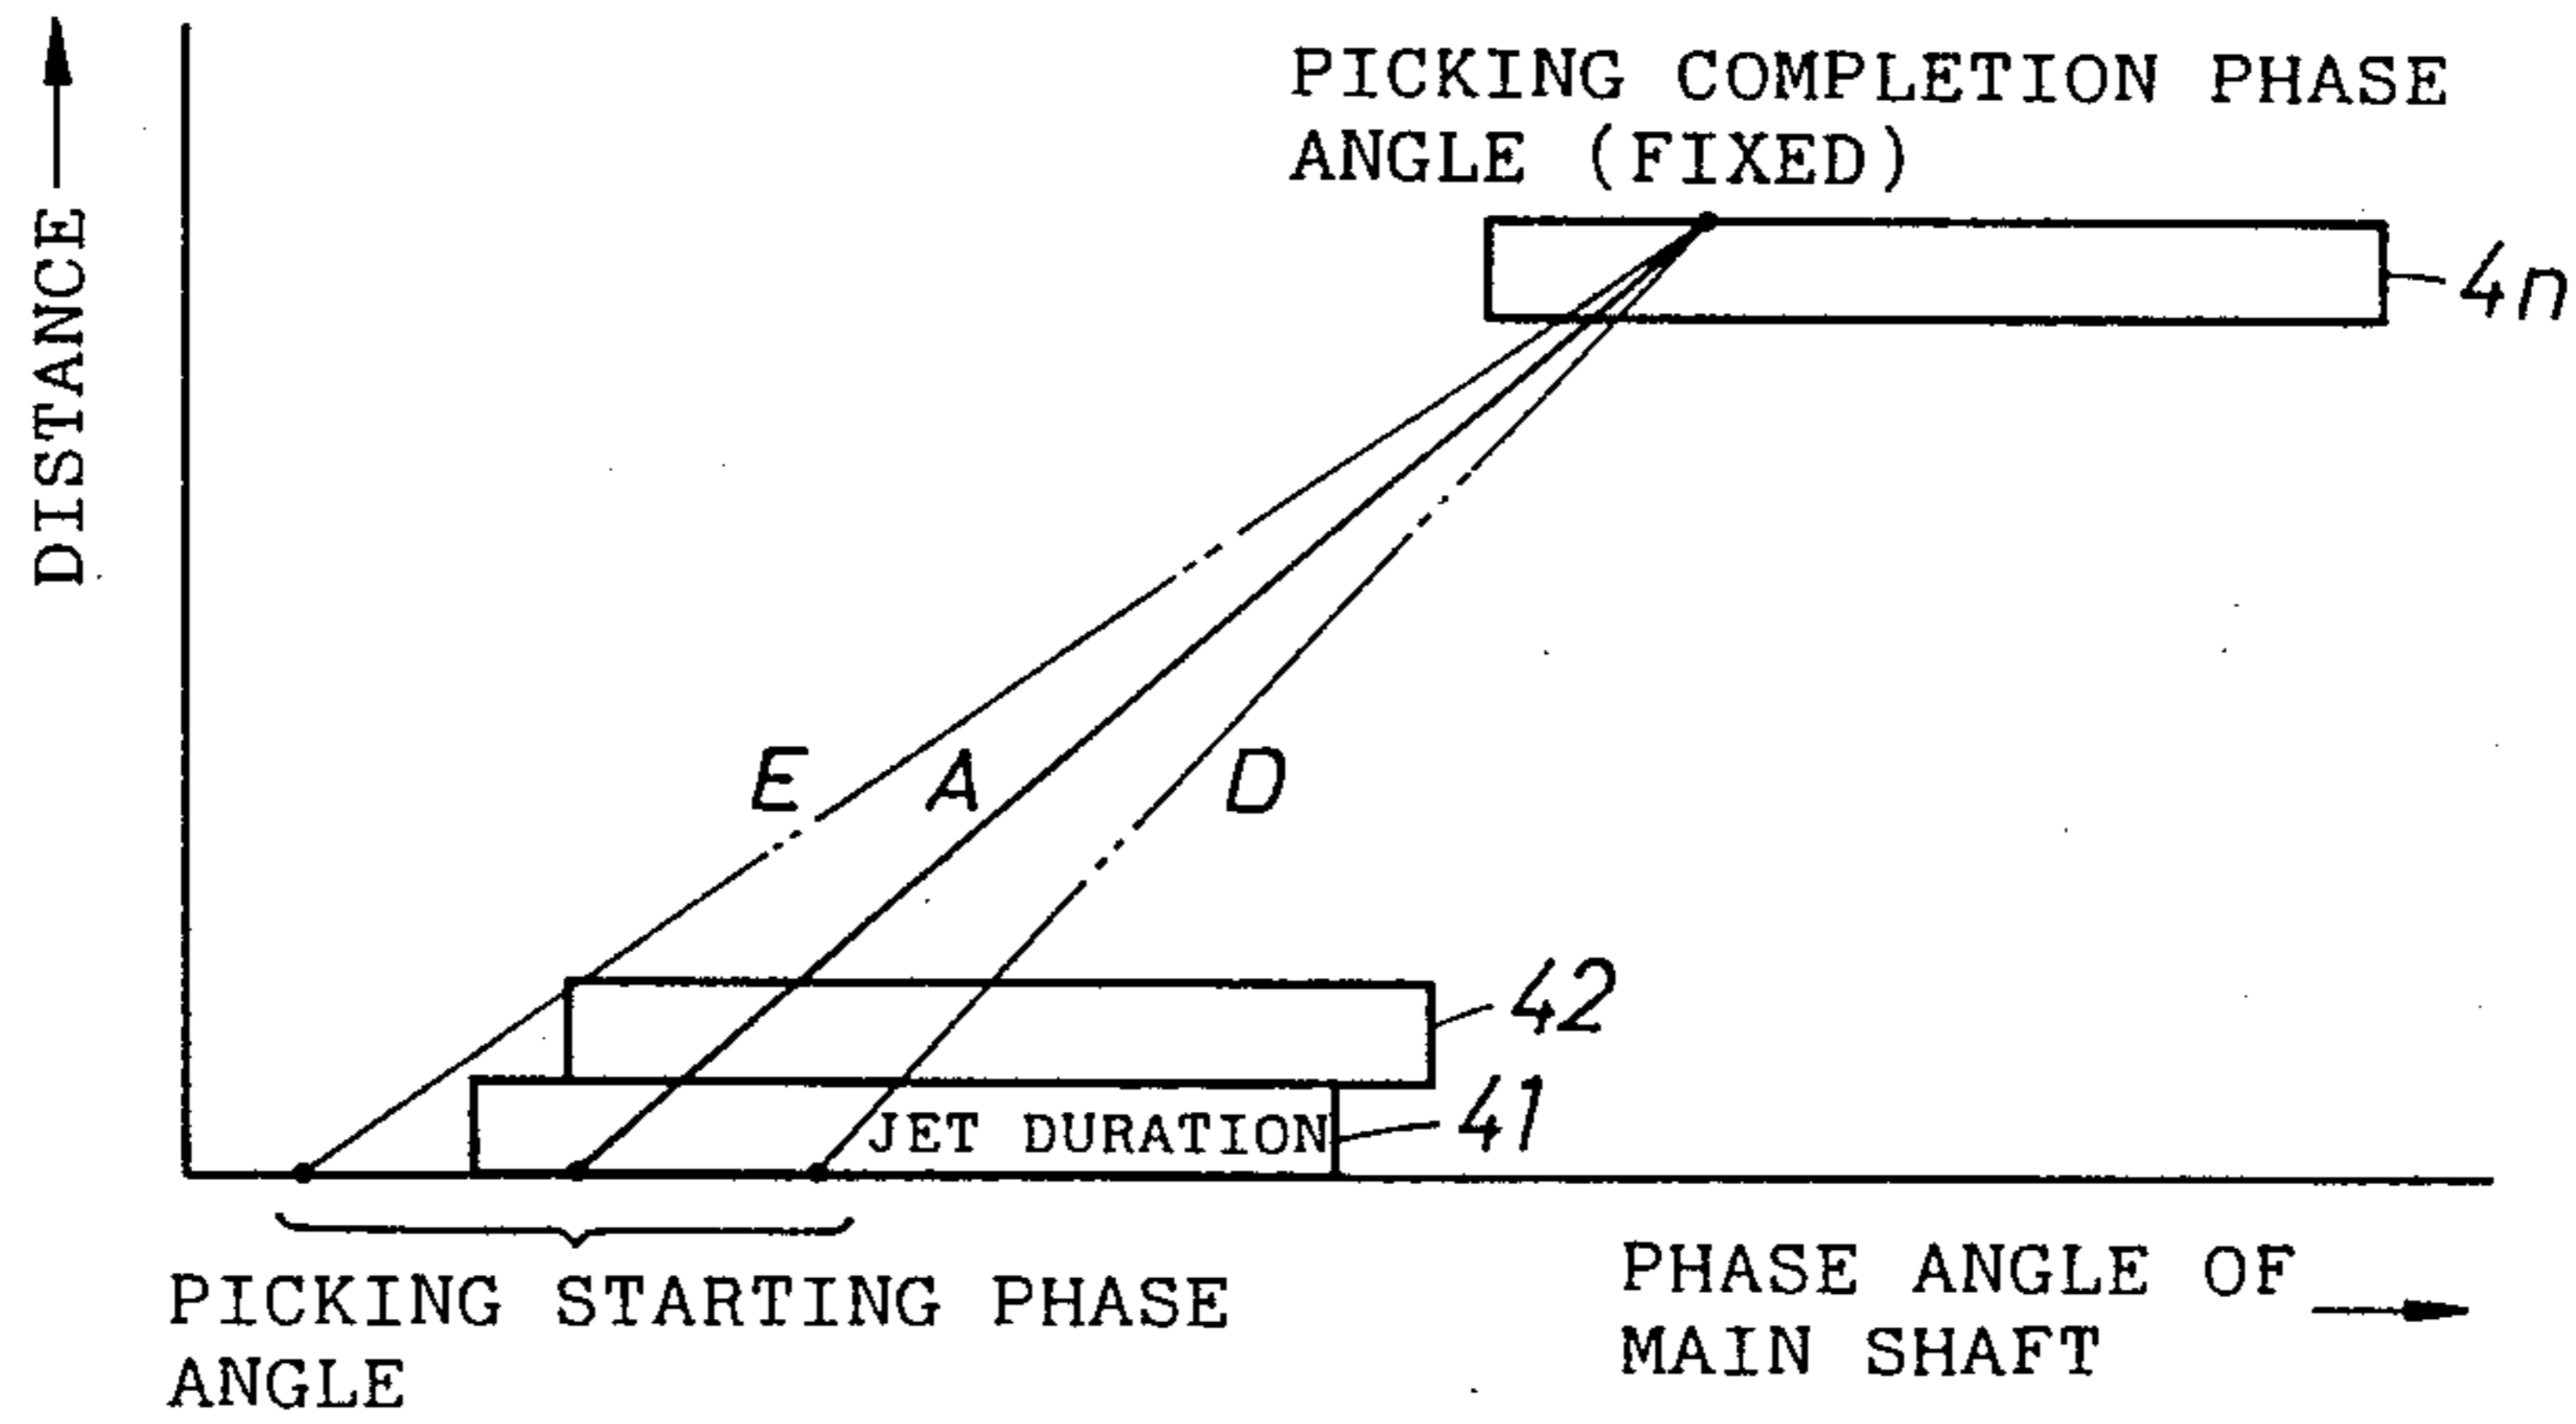 DISTANCE
PICKING COMPLETION PHASE
ANGLE (FIXED)
4n
E
A
D
42
JET DURATION
41
PICKING STARTING PHASE
ANGLE
PHASE ANGLE OF
MAIN SHAFT